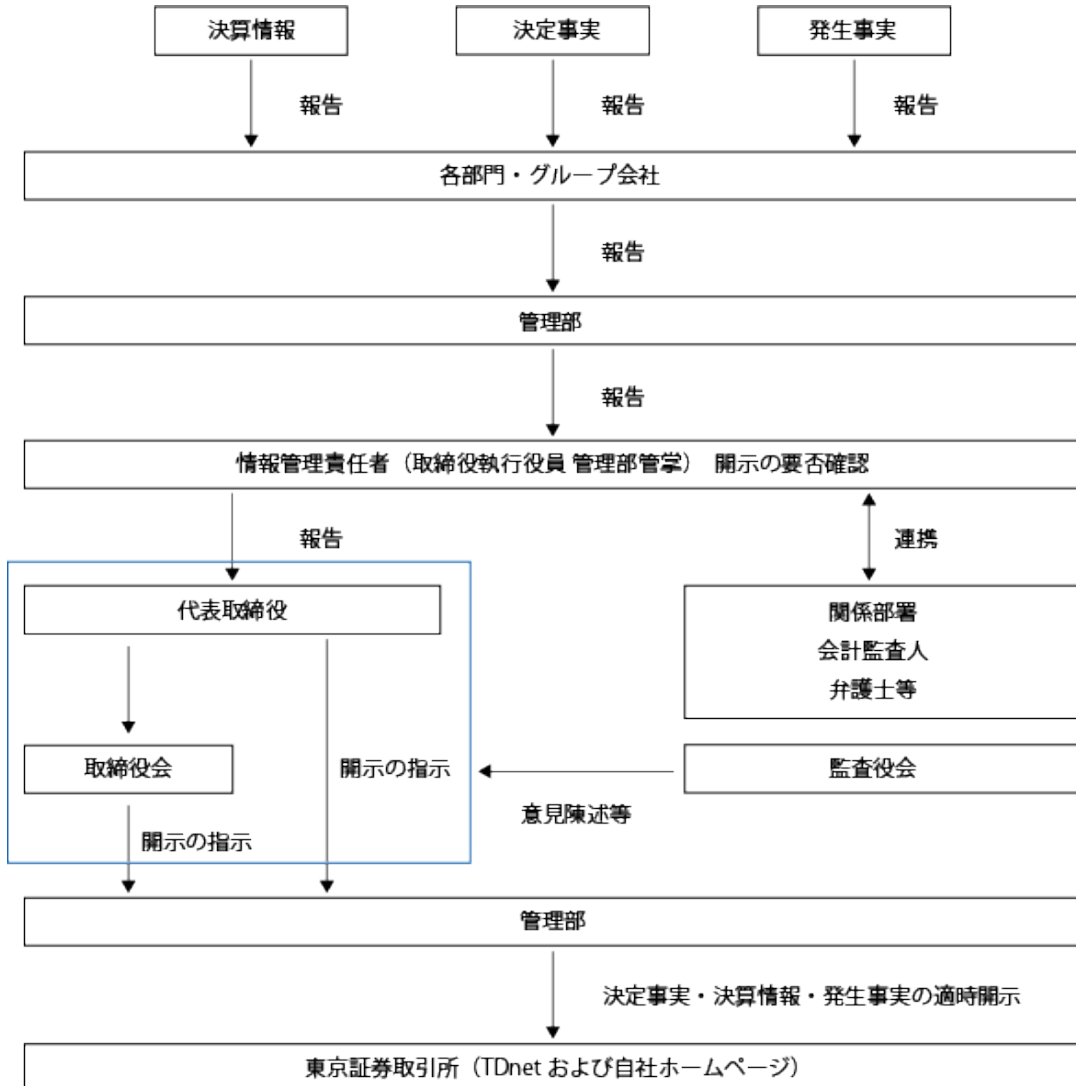 決算情報
決定事実
発生事実
報告
報告
報告
各部門・グループ会社
報告
管理部
報告
情報管理責任者（取締役執行役員 管理部管掌） 開示の要否確認
報告
連携
代表取締役
関係部署
会計監査人
弁護士等
取締役会
開示の指示
監査役会
意見陳述等
開示の指示
管理部
決定事実・決算情報・発生事実の適時開示
東京証券取引所（TDnet および自社ホームページ）